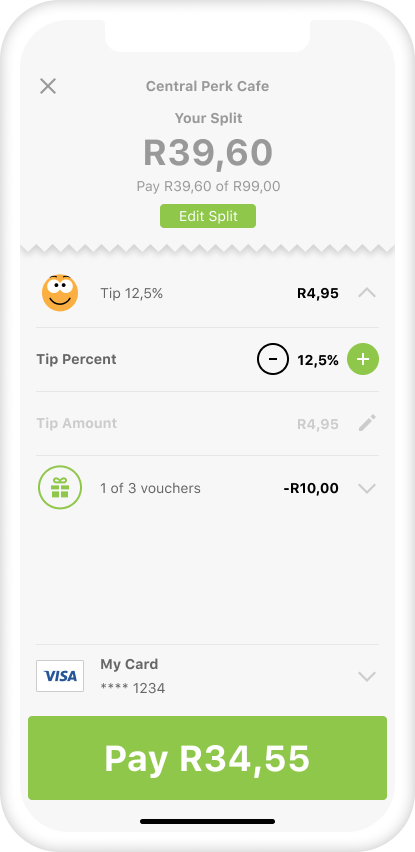 Central Perk Cafe
Your Split
R39,60
Pay R39,60 of R99,00
Edit Split
Tip 12,5% R4,95
Tip Percent - 12,5% +
Tip Amount R4,95
1 of 3 vouchers -R10,00
VISA
My Card
**** 1234
Pay R34,55